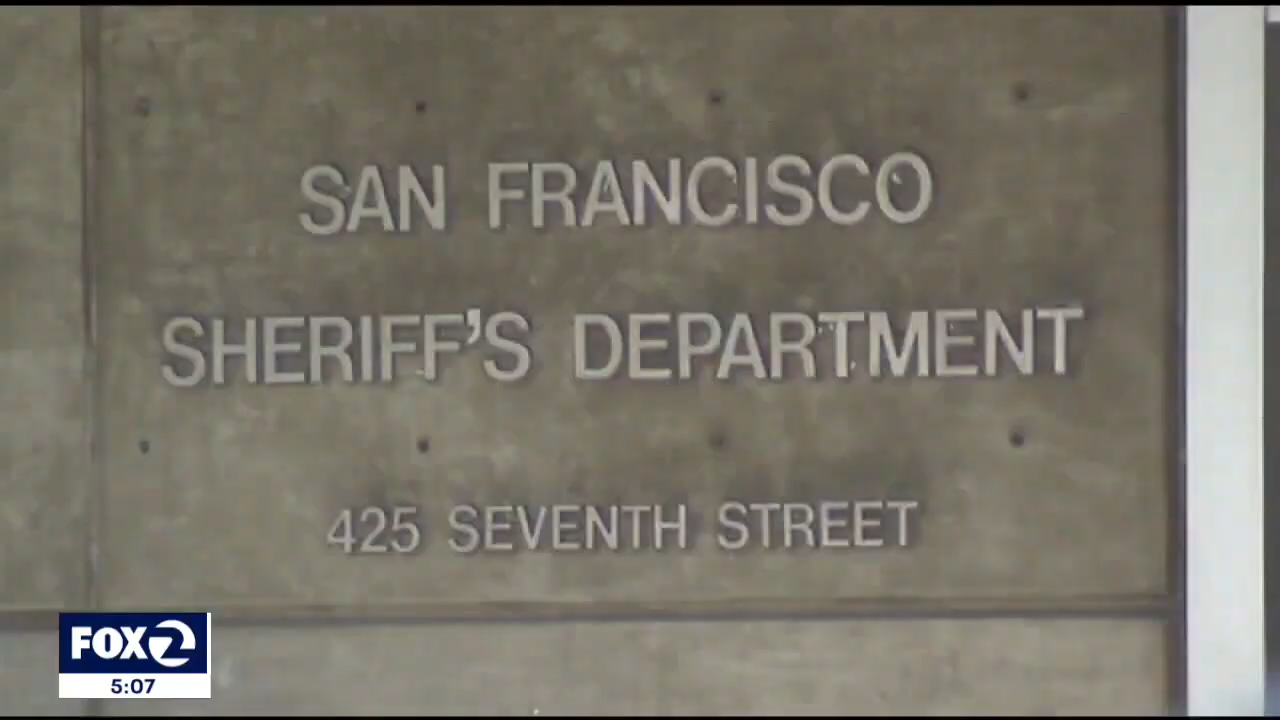 SAN FRANCISCO
SHERIFF'S DEPARTMENT
425 SEVENTH STREET
FOX 2
5:07